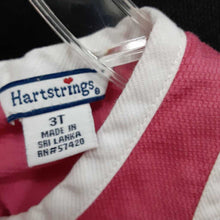 Hartstrings®
3T
MADE IN
SRI LANKA
RN#57420